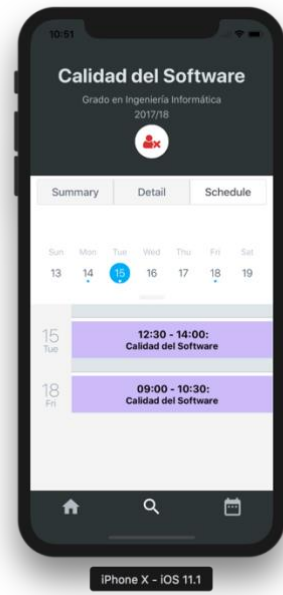 10:51
Calidad del Software
Grado en Ingeniería Informática
2017/18
Summary Detail Schedule
Sun Mon Tue Wed Thu Fri Sat
13 14 15 16 17 18 19
15 12:30 - 14:00:
Tue Calidad del Software
18 09:00 - 10:30:
Fri Calidad del Software
iPhone X - iOS 11.1